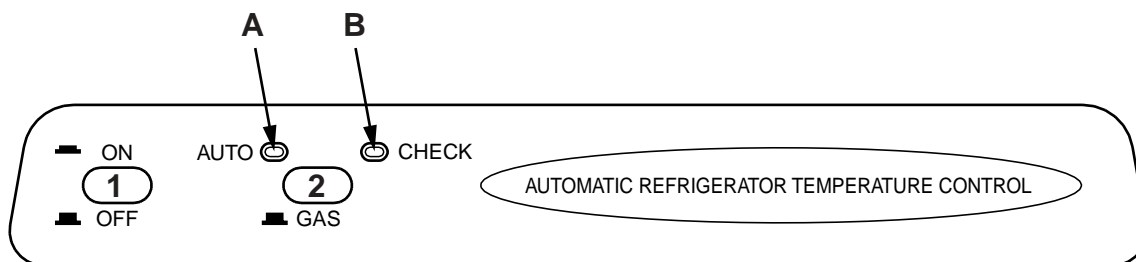 A B
ON AUTO CHECK
1 2 AUTOMATIC REFRIGERATOR TEMPERATURE CONTROL
OFF GAS